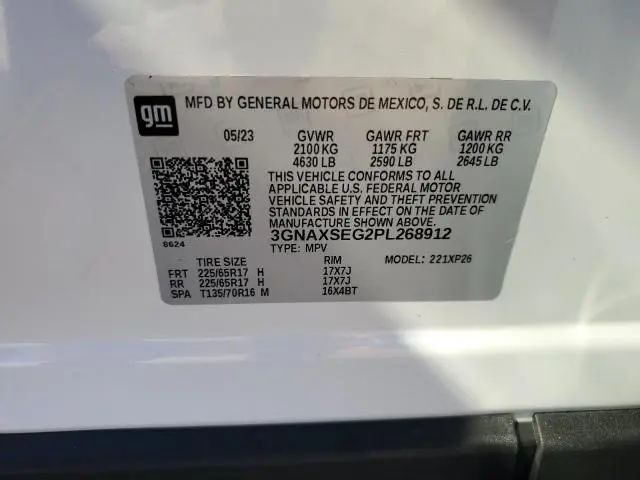 gm MFD BY GENERAL MOTORS DE MEXICO, S. DE R.L. DE C.V.
05/23 GVWR GAWR FRT GAWR RR
2100 KG 1175 KG 1200 KG
4630 LB 2590 LB 2645 LB
THIS VEHICLE CONFORMS TO ALL
APPLICABLE U.S. FEDERAL MOTOR
VEHICLE SAFETY AND THEFT PREVENTION
STANDARDS IN EFFECT ON THE DATE OF
MANUFACTURE SHOWN ABOVE.
8624 3GNAXSEG2PL268912
TYPE: MPV MODEL: 221XP26
TIRE SIZE RIM
FRT 225/65R17 H 17X7J
RR 225/65R17 H 17X7J
SPA T135/70R16 M 16X4BT